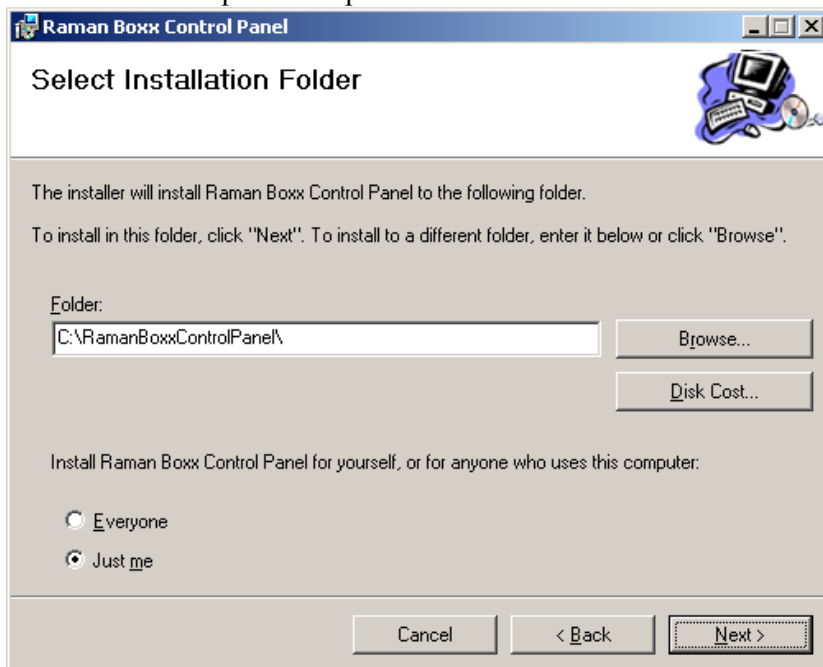 Raman Boxx Control Panel
Select Installation Folder
The installer will install Raman Boxx Control Panel to the following folder.
To install in this folder, click "Next". To install to a different folder, enter it below or click "Browse".
Folder:
C:\RamanBoxxControlPanel\
Browse...
Disk Cost...
Install Raman Boxx Control Panel for yourself, or for anyone who uses this computer:
Everyone
Just me
Cancel
< Back
Next >